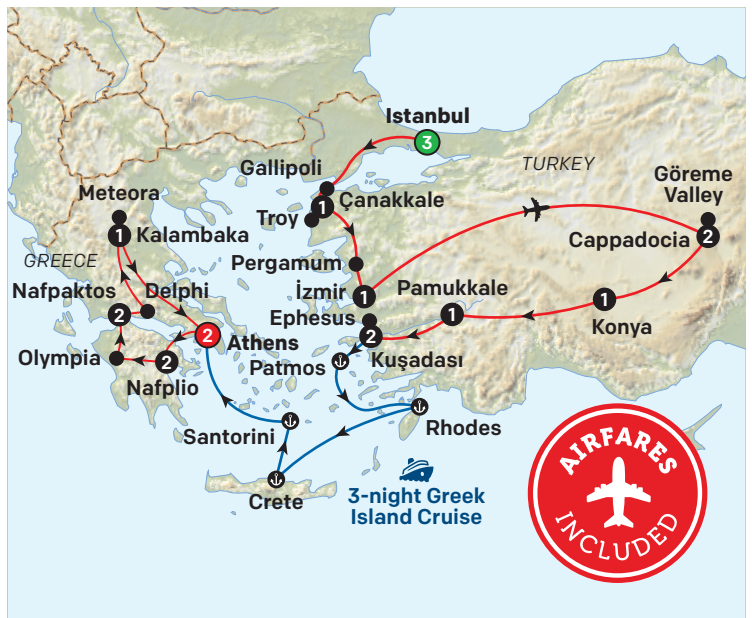 Istanbul
3
TURKEY
Gallipoli
Göreme
Valley
Meteora
1
Çanakkale
Troy
1
Kalambaka
Cappadocia
2
GREECE
Pergamum
Nafpaktos
Delphi
İzmir
1
Pamukkale
1
1
2
Ephesus
Konya
2
Athens
2
Kuşadası
Olympia
2
Patmos
Nafplio
Rhodes
Santorini
AIRFARES
INCLUDED
Crete
3-night Greek
Island Cruise